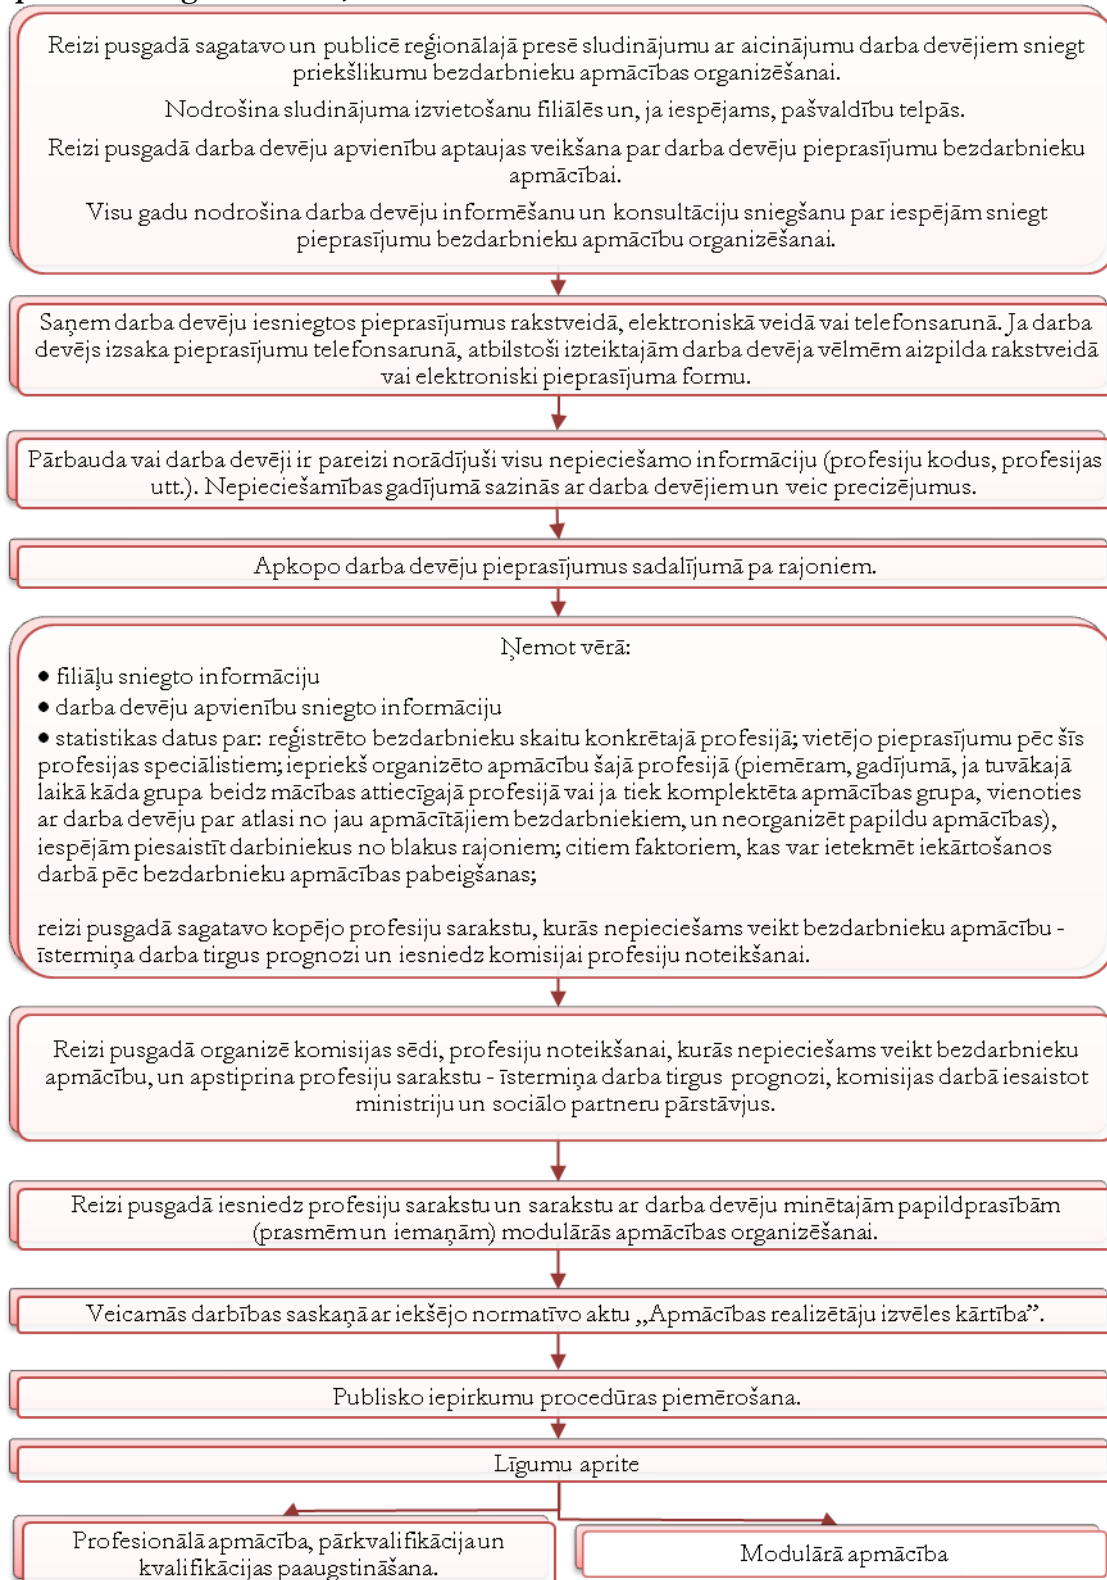 Reizi pusgadā sagatavo un publicē reģionālajā presē sludinājumu ar aicinājumu darba devējiem sniegt
priekšlikumu bezdarbnieku apmācības organizēšanai.
Nodrošina sludinājuma izvietošanu filiālēs un, ja iespējams, pašvaldību telpās.
Reizi pusgadā darba devēju apvienību aptaujas veikšana par darba devēju pieprasījumu bezdarbnieku
apmācībai.
Visu gadu nodrošina darba devēju informēšanu un konsultāciju sniegšanu par iespējām sniegt
pieprasījumu bezdarbnieku apmācību organizēšanai.
Saņem darba devēju iesniegtos pieprasījumus rakstveidā, elektroniskā veidā vai telefonsarunā. Ja darba
devējs izsaka pieprasījumu telefonsarunā, atbilstoši izteiktajām darba devēja vēlmēm aizpilda rakstveidā
vai elektroniski pieprasījuma formu.
Pārbauda vai darba devēji ir pareizi norādījuši visu nepieciešamo informāciju (profesiju kodus, profesijas
utt.). Nepieciešamības gadījumā sazinās ar darba devējiem un veic precizējumus.
Apkopo darba devēju pieprasījumus sadalījumā pa rajoniem.
Ņemot vērā:
• filiāļu sniegto informāciju
• darba devēju apvienību sniegto informāciju
• statistikas datus par: reģistrēto bezdarbnieku skaitu konkrētajā profesijā; vietējo pieprasījumu pēc šīs
profesijas speciālistiem; iepriekš organizēto apmācību šajā profesijā (piemēram, gadījumā, ja tuvākajā
laikā kāda grupa beidz mācības attiecīgajā profesijā vai ja tiek komplektēta apmācības grupa, vienoties
ar darba devēju par atlasi no jau apmācītājiem bezdarbniekiem, un neorganizēt papildu apmācības),
iespējām piesaistīt darbiniekus no blakus rajoniem; citiem faktoriem, kas var ietekmēt iekārtošanos
darbā pēc bezdarbnieku apmācības pabeigšanas;
reizi pusgadā sagatavo kopējo profesiju sarakstu, kurās nepieciešams veikt bezdarbnieku apmācību -
īstermiņa darba tirgus prognozi un iesniedz komisijai profesiju noteikšanai.
Reizi pusgadā organizē komisijas sēdi, profesiju noteikšanai, kurās nepieciešams veikt bezdarbnieku
apmācību, un apstiprina profesiju sarakstu - īstermiņa darba tirgus prognozi, komisijas darbā iesaistot
ministriju un sociālo partneru pārstāvjus.
Reizi pusgadā iesniedz profesiju sarakstu un sarakstu ar darba devēju minētajām papildprasībām
(prasmēm un iemaņām) modulārās apmācības organizēšanai.
Veicamās darbības saskaņā ar iekšējo normatīvo aktu „Apmācības realizētāju izvēles kārtība”.
Publisko iepirkumu procedūras piemērošana.
Līgumu aprite
Profesionālā apmācība, pārkvalifikācija un
kvalifikācijas paaugstināšana.
Modulārā apmācība